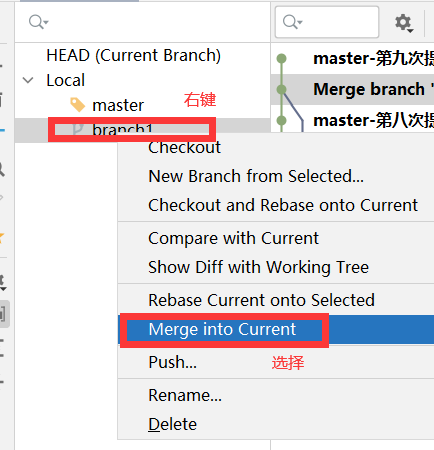 HEAD (Current Branch)
Local
master
右键
branch1
master-第九次提
Merge branch '
master-第八次提
Checkout
New Branch from Selected...
Checkout and Rebase onto Current
Compare with Current
Show Diff with Working Tree
Rebase Current onto Selected
Merge into Current
Push...
选择
Rename...
Delete